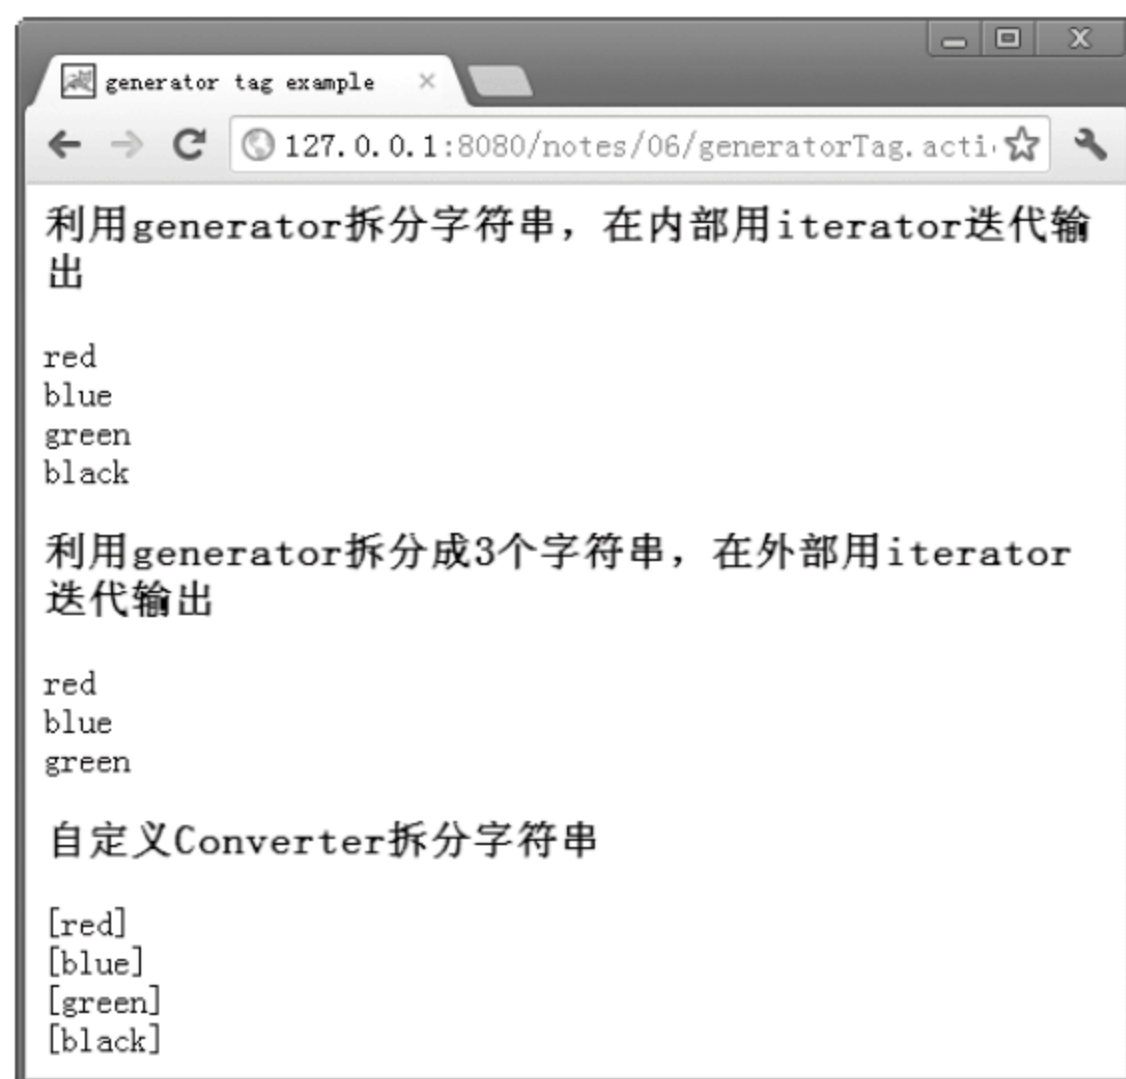 generator tag example
127.0.0.1:8080/notes/06/generatorTag.acti
利用generator拆分字符串，在内部用iterator迭代输
出
red
blue
green
black
利用generator拆分成3个字符串，在外部用iterator
迭代输出
red
blue
green
自定义Converter拆分字符串
[red]
[blue]
[green]
[black]